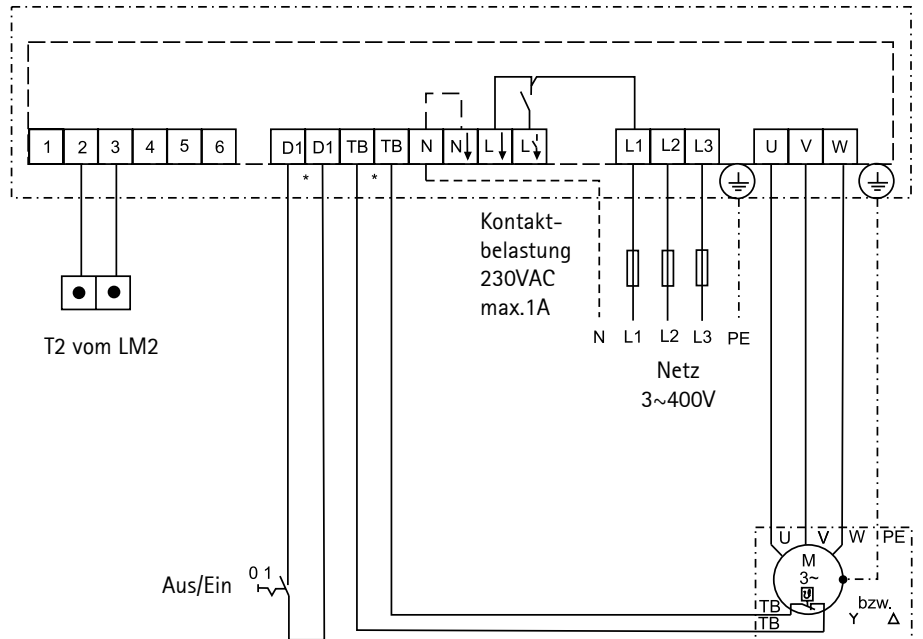 1 2 3 4 5 6 D1 D1 TB TB N N L L L1 L2 L3 U V W
* *
Kontakt-
belastung
230VAC
max.1A
T2 vom LM2
N L1 L2 L3 PE
Netz
3~400V
Aus/Ein
0 1
U V W PE
M
3~
TB
TB
bzw.
Y Δ